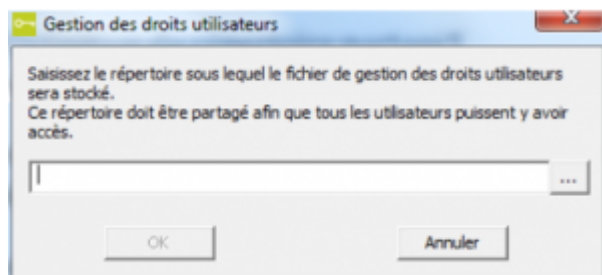 Gestion des droits utilisateurs
Saisissez le répertoire sous lequel le fichier de gestion des droits utilisateurs
sera stocké.
Ce répertoire doit être partagé afin que tous les utilisateurs puissent y avoir
accès.
...
OK
Annuler